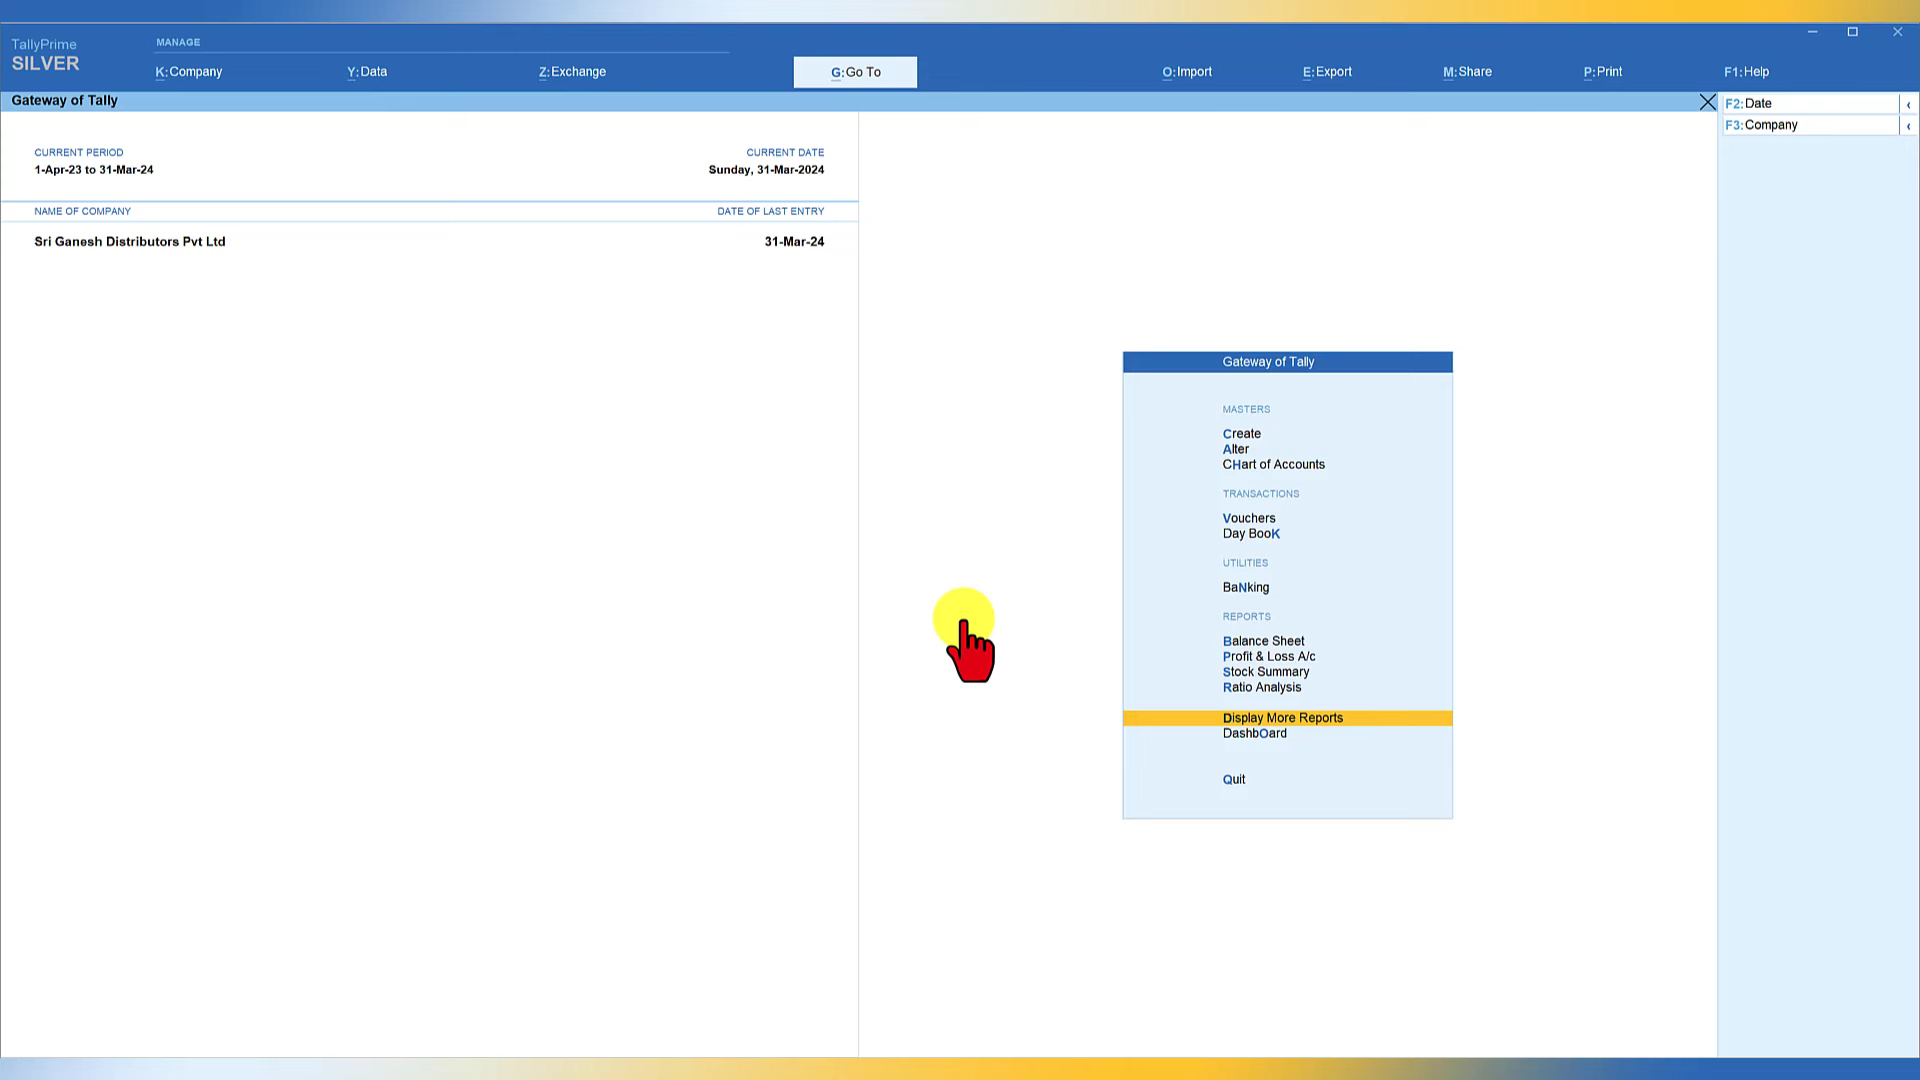 TallyPrime
SILVER
MANAGE
K:Company
Y:Data
Z:Exchange
G:Go To
O:Import
E:Export
M:Share
P:Print
F1:Help
Gateway of Tally
F2:Date
F3:Company
CURRENT PERIOD
CURRENT DATE
1-Apr-23 to 31-Mar-24
Sunday, 31-Mar-2024
NAME OF COMPANY
DATE OF LAST ENTRY
Sri Ganesh Distributors Pvt Ltd
31-Mar-24
Gateway of Tally
MASTERS
Create
Alter
CHart of Accounts
TRANSACTIONS
Vouchers
Day BooK
UTILITIES
BaNking
REPORTS
Balance Sheet
Profit & Loss A/c
Stock Summary
Ratio Analysis
Display More Reports
DashbOard
Quit